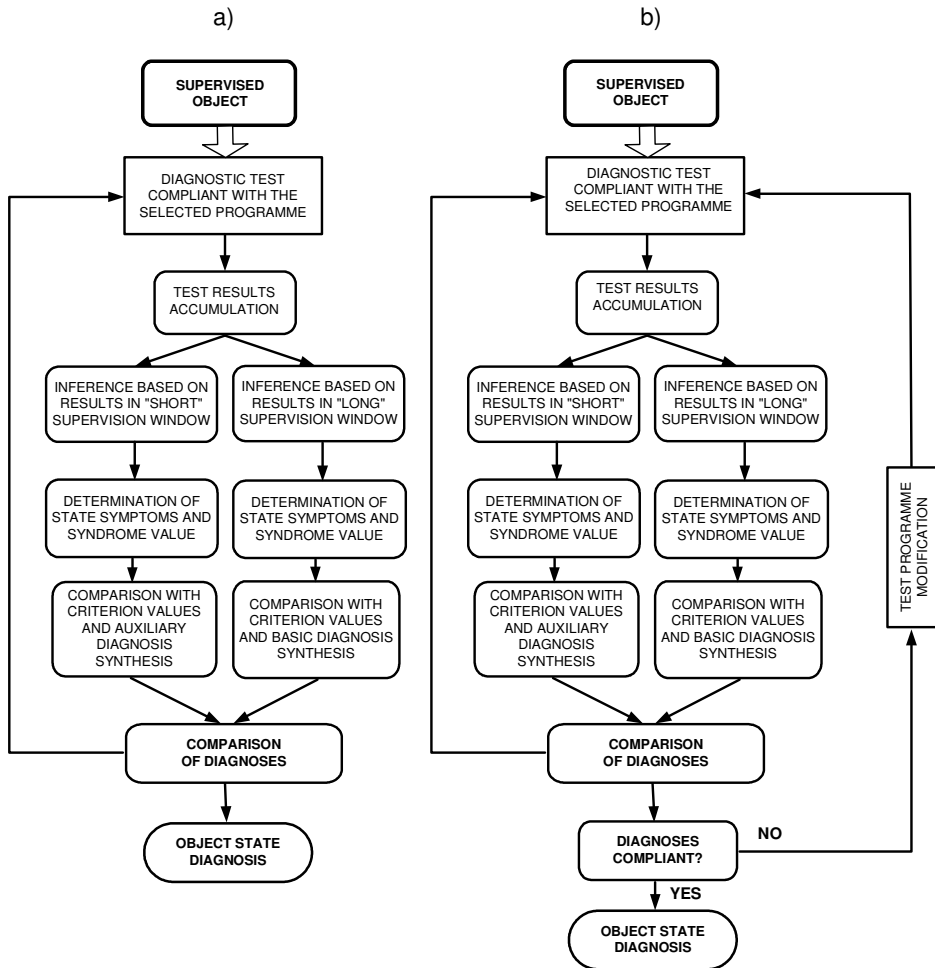 a)
SUPERVISED
OBJECT
DIAGNOSTIC TEST
COMPLIANT WITH THE
SELECTED PROGRAMME
TEST RESULTS
ACCUMULATION
INFERENCE BASED ON
RESULTS IN "SHORT"
SUPERVISION WINDOW
INFERENCE BASED ON
RESULTS IN "LONG"
SUPERVISION WINDOW
DETERMINATION OF
STATE SYMPTOMS AND
SYNDROME VALUE
DETERMINATION OF
STATE SYMPTOMS AND
SYNDROME VALUE
COMPARISON WITH
CRITERION VALUES
AND AUXILIARY
DIAGNOSIS
SYNTHESIS
COMPARISON WITH
CRITERION VALUES
AND BASIC DIAGNOSIS
SYNTHESIS
COMPARISON
OF DIAGNOSES
OBJECT STATE
DIAGNOSIS
b)
SUPERVISED
OBJECT
DIAGNOSTIC TEST
COMPLIANT WITH THE
SELECTED PROGRAMME
TEST RESULTS
ACCUMULATION
INFERENCE BASED ON
RESULTS IN "SHORT"
SUPERVISION WINDOW
INFERENCE BASED ON
RESULTS IN "LONG"
SUPERVISION WINDOW
DETERMINATION OF
STATE SYMPTOMS AND
SYNDROME VALUE
DETERMINATION OF
STATE SYMPTOMS AND
SYNDROME VALUE
COMPARISON WITH
CRITERION VALUES
AND AUXILIARY
DIAGNOSIS
SYNTHESIS
COMPARISON WITH
CRITERION VALUES
AND BASIC DIAGNOSIS
SYNTHESIS
COMPARISON
OF DIAGNOSES
DIAGNOSES
COMPLIANT?
NO
TEST PROGRAMME
MODIFICATION
YES
OBJECT STATE
DIAGNOSIS